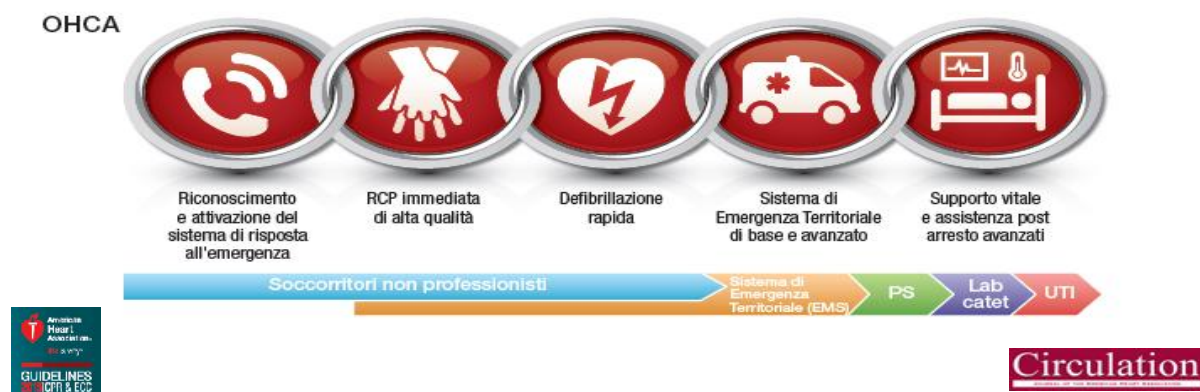 OHCA
Riconoscimento
e attivazione del
sistema di risposta
all'emergenza
RCP immediata
di alta qualità
Defibrillazione
rapida
Sistema di
Emergenza Territoriale
di base e avanzato
Supporto vitale
e assistenza post
arresto avanzati
Soccorritori non professionisti
Sistema di
Emergenza
Territoriale (EMS)
PS
Lab
catet
UTI
American
Heart
Association
GUIDELINES
CPR & ECC
Circulation